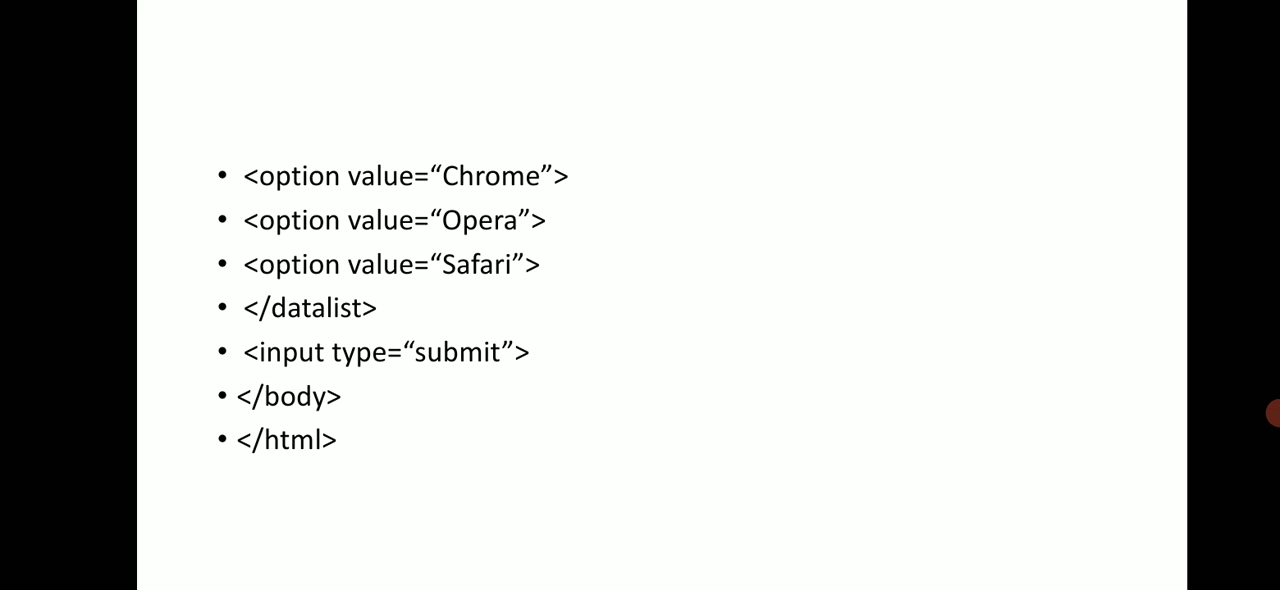 • <option value=“Chrome”>
• <option value=“Opera”>
• <option value=“Safari”>
• </datalist>
• <input type=“submit”>
• </body>
• </html>